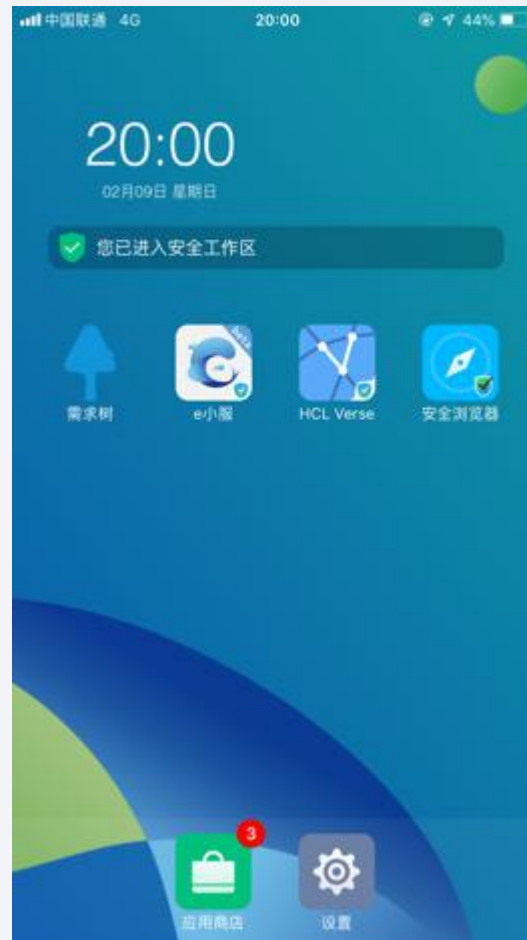 中国联通 4G 20:00 44%
20:00
02月09日 星期日
您已进入安全工作区
Beta
需求树 e小服 HCL Verse 安全浏览器
3
应用商店 设置